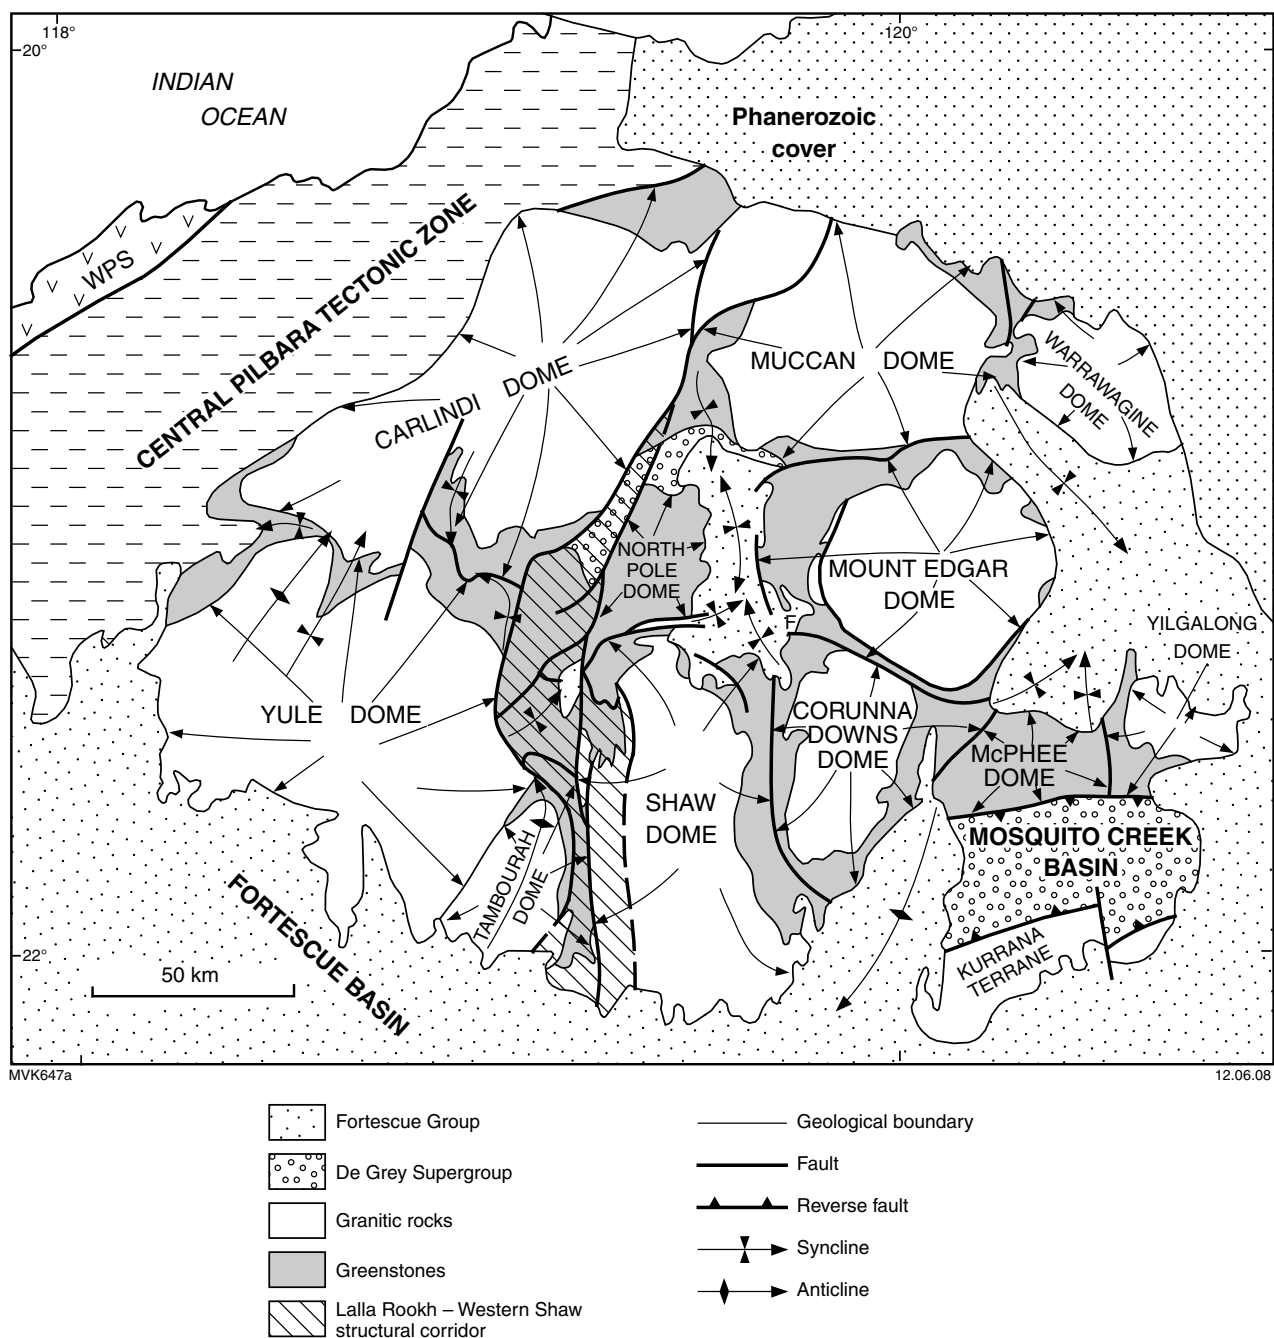 118°
120°
20°
INDIAN
OCEAN
Phanerozoic
cover
WPS
CENTRAL PILBARA TECTONIC ZONE
CARLINDI DOME
MUCCAN DOME
WARRAWAGINE
DOME
NORTH
POLE
DOME
MOUNT EDGAR
DOME
F
YILGALONG
DOME
YULE DOME
CORUNNA
DOWNS
DOME
McPHEE
DOME
SHAW
DOME
MOSQUITO CREEK
BASIN
TAMBOURAH
DOME
FORTESCUE BASIN
KURRANA
TERRANE
22°
50 km
MVK647a
12.06.08
Fortescue Group
De Grey Supergroup
Granitic rocks
Greenstones
Lalla Rookh – Western Shaw
structural corridor
Geological boundary
Fault
Reverse fault
Syncline
Anticline